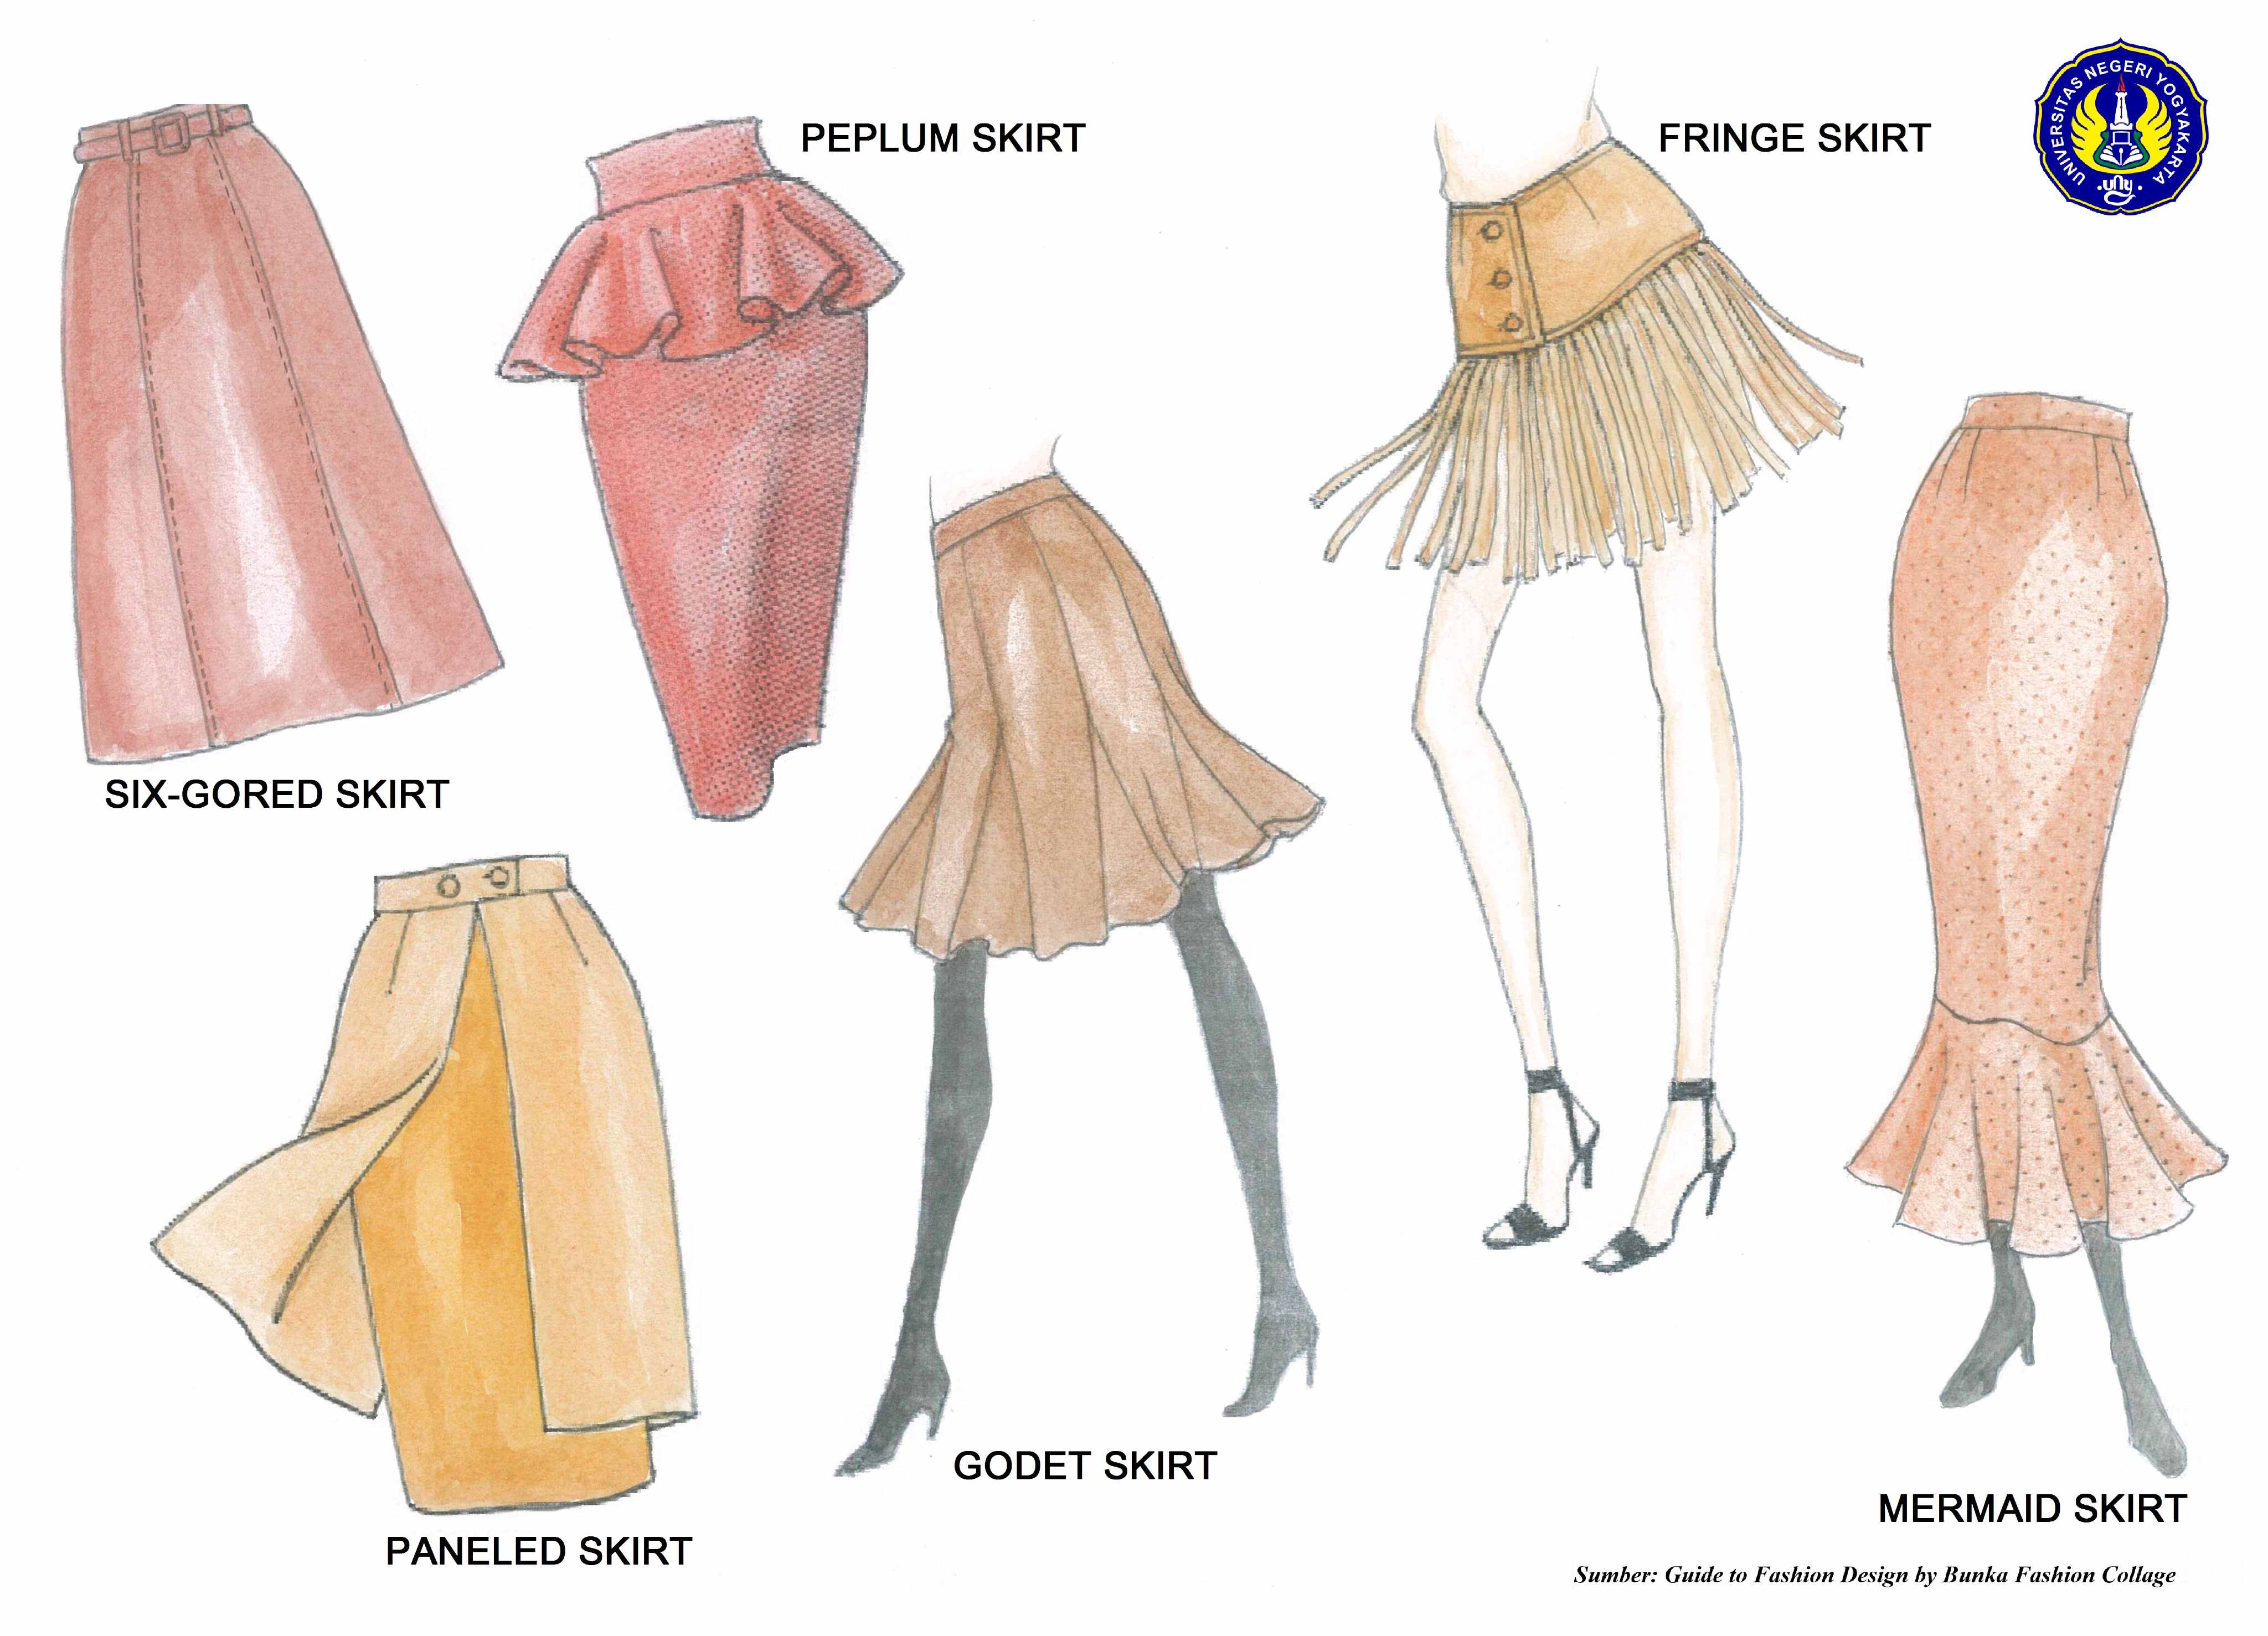 PEPLUM SKIRT
FRINGE SKIRT
UNIVERSITAS NEGERI YOGYAKARTA
uny
SIX-GORED SKIRT
GODET SKIRT
MERMAID SKIRT
PANELED SKIRT
Sumber: Guide to Fashion Design by Bunka Fashion Collage